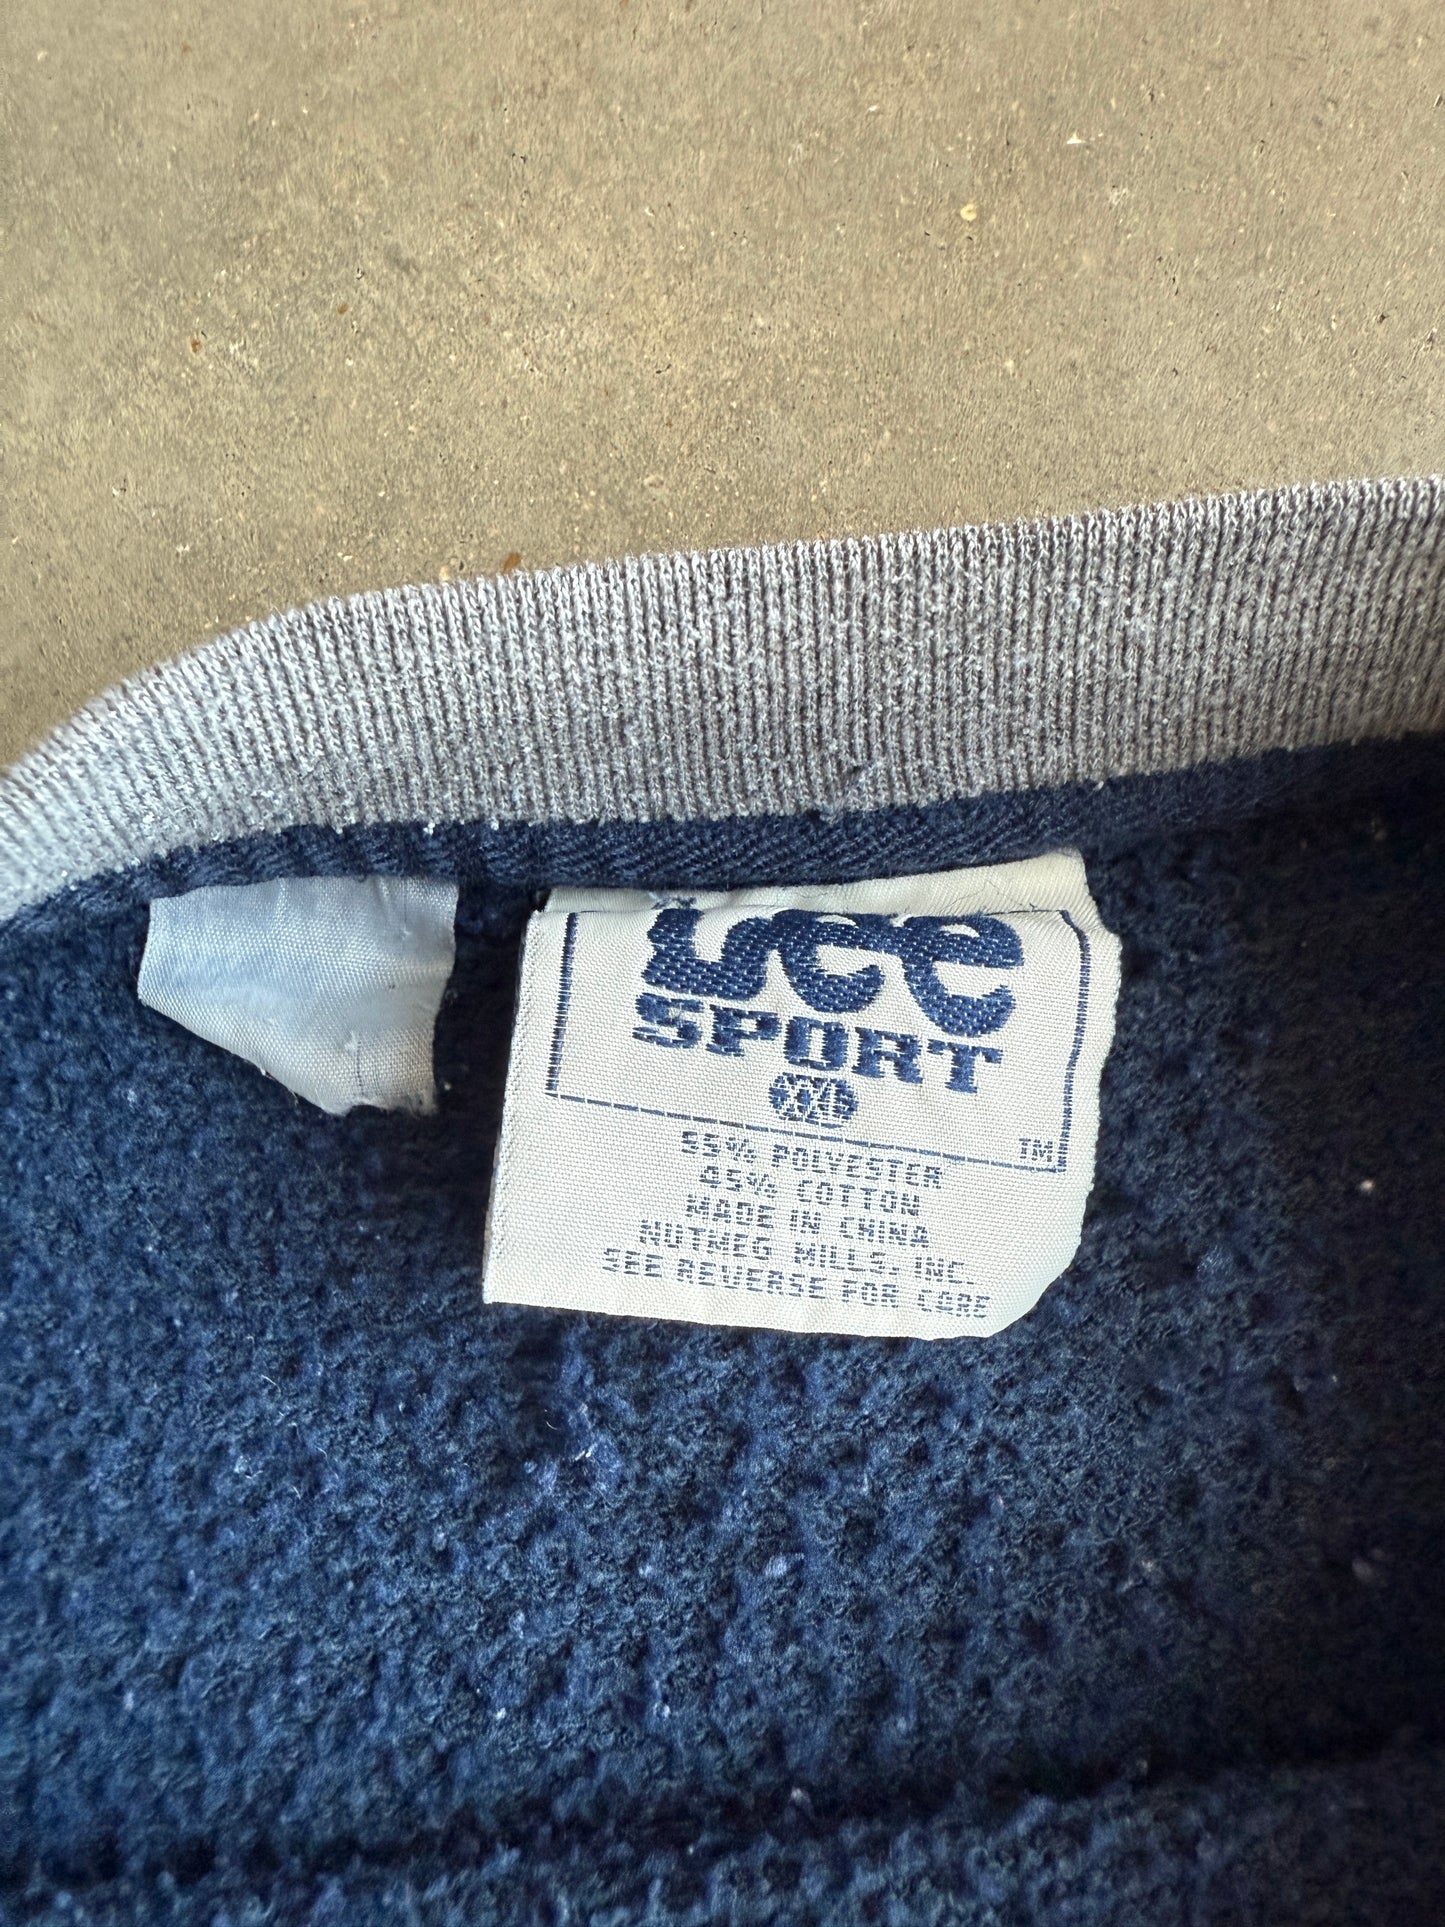 Lee
SPORT
XXL
TM
55% POLYESTER
45% COTTON
MADE IN CHINA
NUTMEG MILLS, INC.
SEE REVERSE FOR CARE